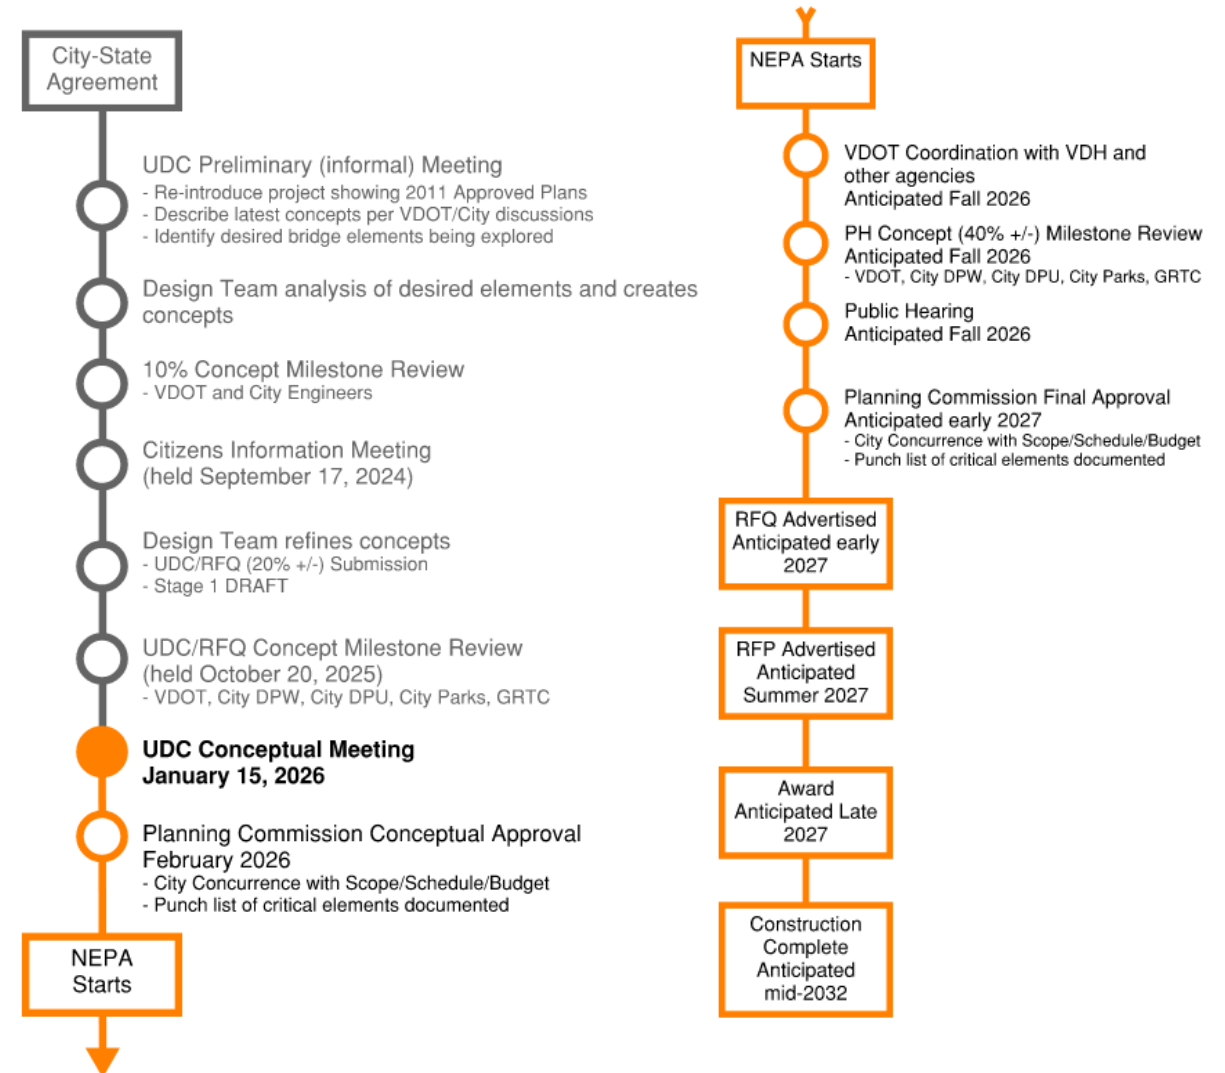 City-State
Agreement
UDC Preliminary (informal) Meeting
- Re-introduce project showing 2011 Approved Plans
- Describe latest concepts per VDOT/City discussions
- Identify desired bridge elements being explored
Design Team analysis of desired elements and creates
concepts
10% Concept Milestone Review
- VDOT and City Engineers
Citizens Information Meeting
(held September 17, 2024)
Design Team refines concepts
- UDC/RFQ (20% +/-) Submission
- Stage 1 DRAFT
UDC/RFQ Concept Milestone Review
(held October 20, 2025)
- VDOT, City DPW, City DPU, City Parks, GRTC
UDC Conceptual Meeting
January 15, 2026
Planning Commission Conceptual Approval
February 2026
- City Concurrence with Scope/Schedule/Budget
- Punch list of critical elements documented
NEPA
Starts
NEPA Starts
VDOT Coordination with VDH and
other agencies
Anticipated Fall 2026
PH Concept (40% +/-) Milestone Review
Anticipated Fall 2026
- VDOT, City DPW, City DPU, City Parks, GRTC
Public Hearing
Anticipated Fall 2026
Planning Commission Final Approval
Anticipated early 2027
- City Concurrence with Scope/Schedule/Budget
- Punch list of critical elements documented
RFQ Advertised
Anticipated early
2027
RFP Advertised
Anticipated
Summer 2027
Award
Anticipated Late
2027
Construction
Complete
Anticipated
mid-2032